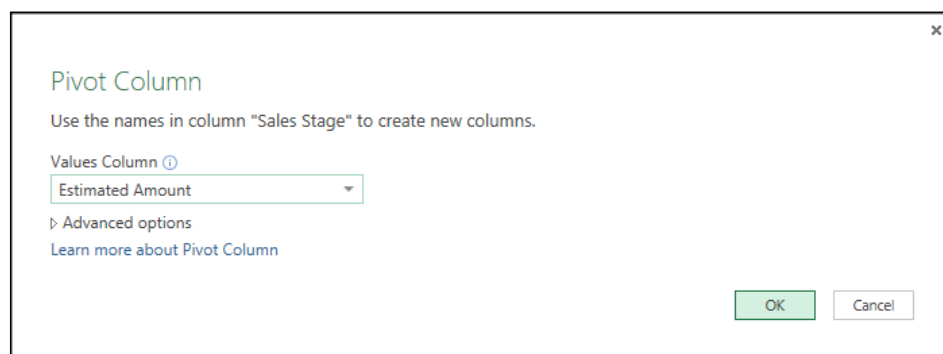 Pivot Column
Use the names in column "Sales Stage" to create new columns.
Values Column
Estimated Amount
Advanced options
Learn more about Pivot Column
OK Cancel